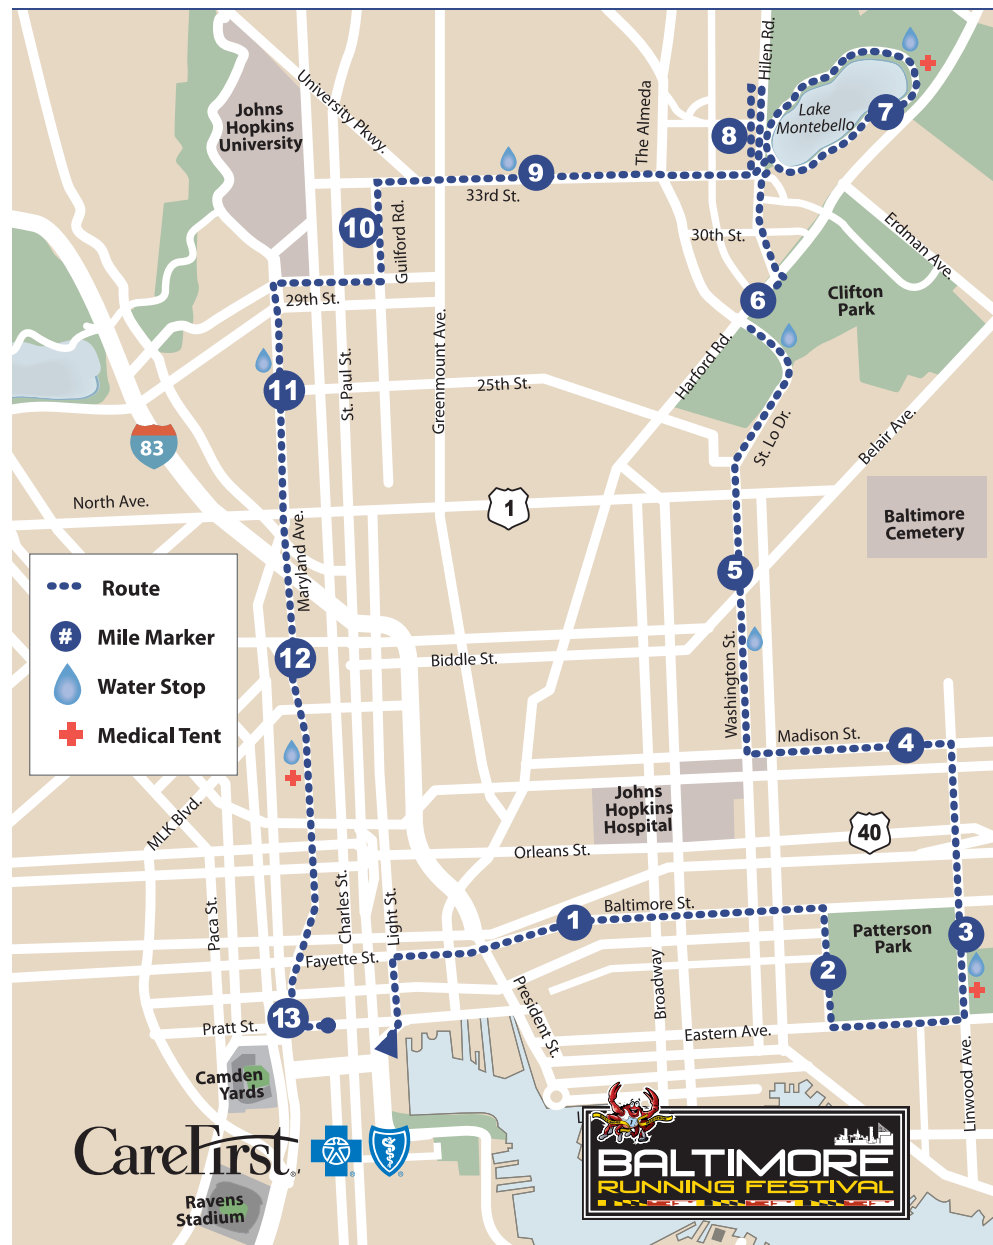 Hilen Rd.
University Pkwy.
Johns
Hopkins
University
The Alameda
Lake
Montebello
7
8
9
33rd St.
10
Guilford Rd.
30th St.
Erdman Ave.
29th St.
6
Clifton
Park
Greenmount Ave.
Harford Rd.
St. Paul St.
11
25th St.
St. Lo Dr.
Belair Ave.
83
North Ave.
1
Baltimore
Cemetery
Maryland Ave.
5
Route
# Mile Marker
Water Stop
Medical Tent
12
Biddle St.
Washington St.
Madison St.
4
MLK Blvd.
Johns
Hopkins
Hospital
40
Orleans St.
Paca St.
Charles St.
Light St.
1
Baltimore St.
Patterson
Park
3
2
Fayette St.
Broadway
President St.
13
Pratt St.
Eastern Ave.
Linwood Ave.
Camden
Yards
CareFirst
®
BALTIMORE
RUNNING FESTIVAL
Ravens
Stadium